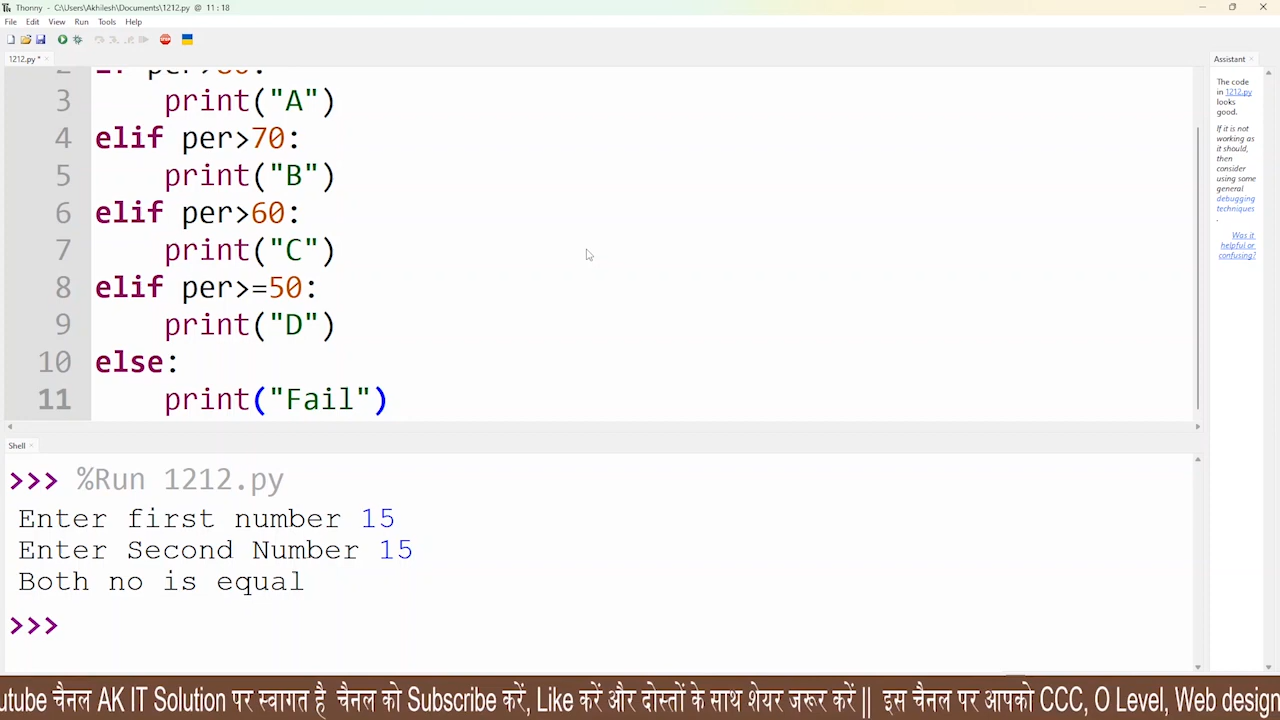 Thonny - C:\Users\Akhilesh\Documents\1212.py @ 11 : 18
File Edit View Run Tools Help
1212.py *
2 if per>80:
3 print("A")
4 elif per>70:
5 print("B")
6 elif per>60:
7 print("C")
8 elif per>=50:
9 print("D")
10 else:
11 print("Fail")
Assistant
The code
in 1212.py
looks
good.
If it is not
working as
it should,
then
consider
using some
general
debugging
techniques
.
Was it
helpful or
confusing?
Shell
>>> %Run 1212.py
Enter first number 15
Enter Second Number 15
Both no is equal
>>>
utube चैनल AK IT Solution पर स्वागत है चैनल को Subscribe करें, Like करें और दोस्तों के साथ शेयर जरूर करें || इस चैनल पर आपको CCC, O Level, Web design